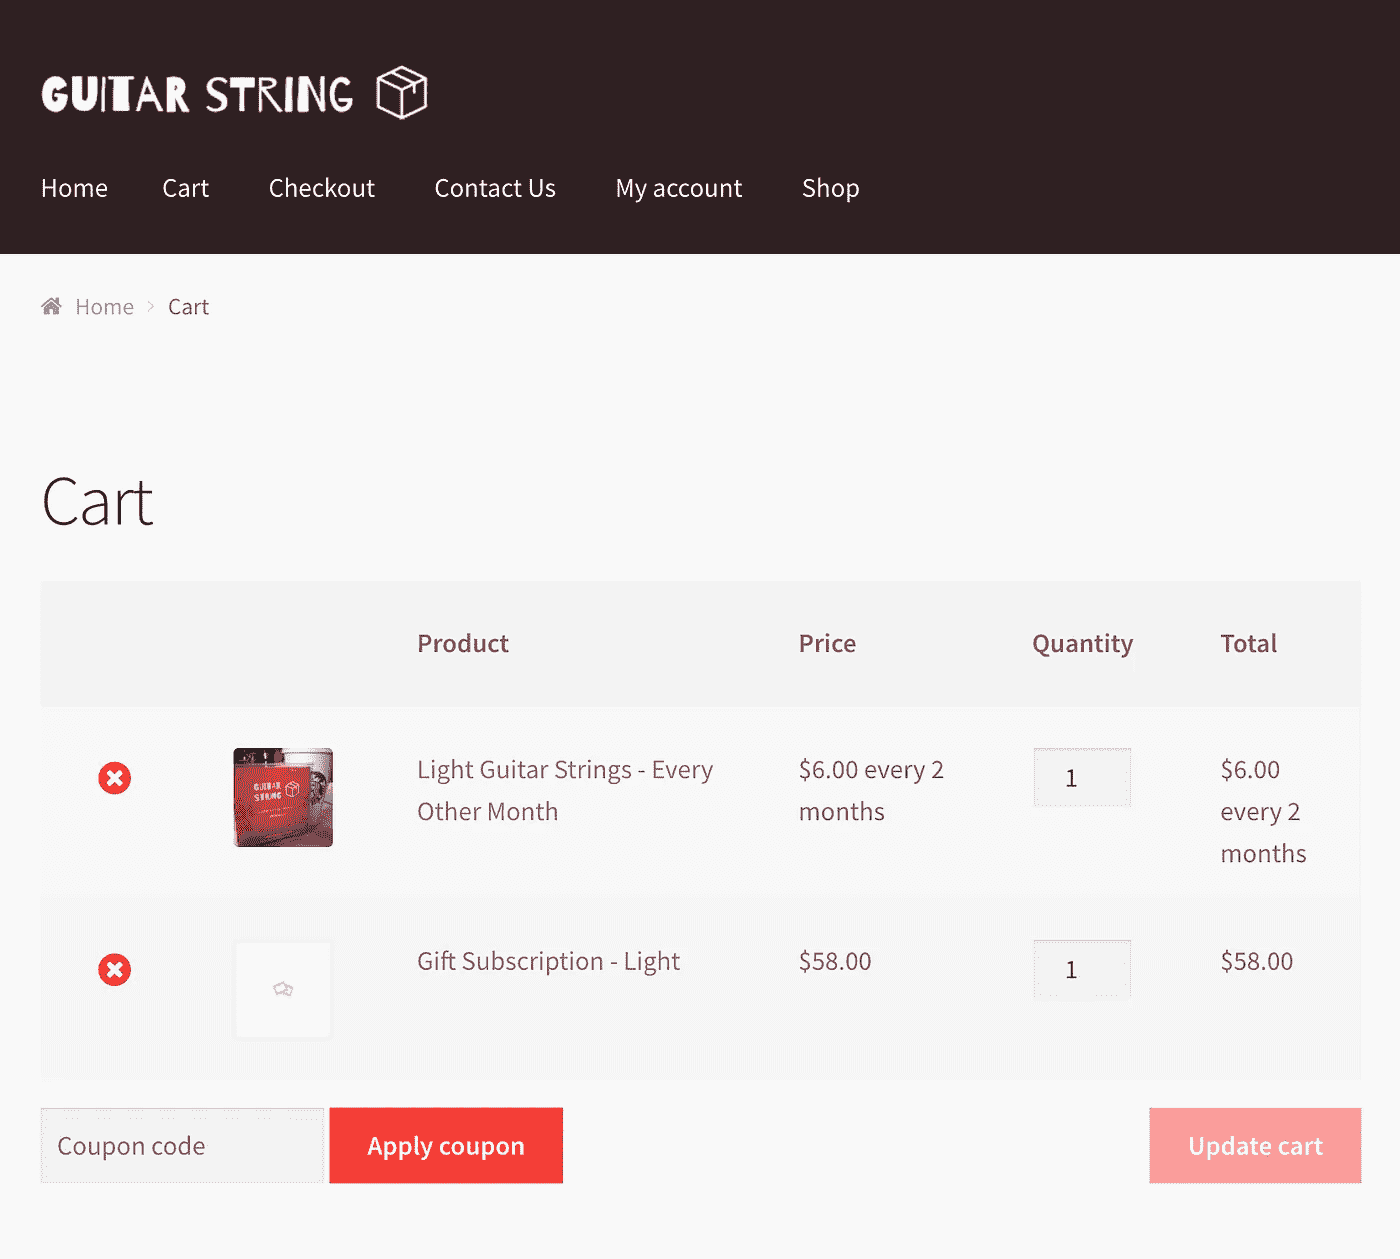 GUITAR STRING
Home Cart Checkout Contact Us My account Shop
Home Cart
Cart
Product Price Quantity Total
Light Guitar Strings - Every
Other Month
$6.00 every 2
months
1
$6.00
every 2
months
GUITAR
STRING
Gift Subscription - Light
$58.00
1
$58.00
Coupon code
Apply coupon
Update cart